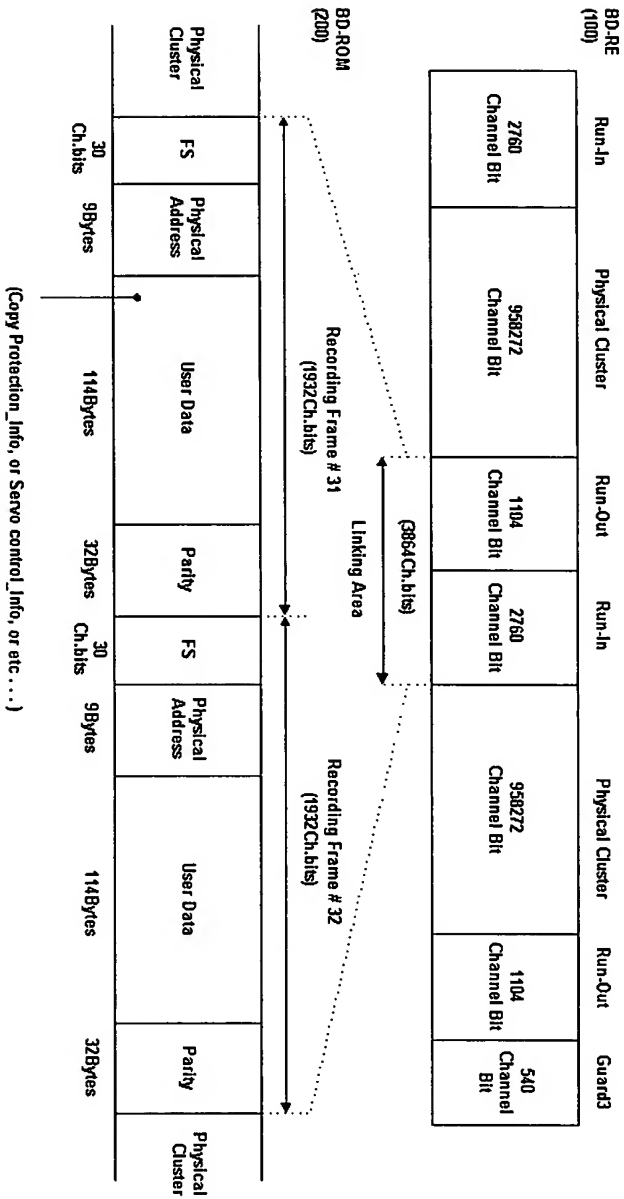 BD-RE
(100)
Run-In
Physical Cluster
Run-Out
Run-In
Physical Cluster
Run-Out
Guard3
2760
Channel Bit
958272
Channel Bit
1104
Channel Bit
2760
Channel Bit
958272
Channel Bit
1104
Channel Bit
540
Channel
Bit
(3864Ch.bits)
Linking Area
BD-ROM
(200)
Recording Frame # 31
(1932Ch.bits)
Recording Frame # 32
(1932Ch.bits)
Physical
Cluster
FS
Physical
Address
User Data
Parity
FS
Physical
Address
User Data
Parity
Physical
Cluster
30
Ch.bits
9Bytes
114Bytes
32Bytes
30
Ch.bits
9Bytes
114Bytes
32Bytes
(Copy Protection_Info, or Servo control_Info, or etc . . . )